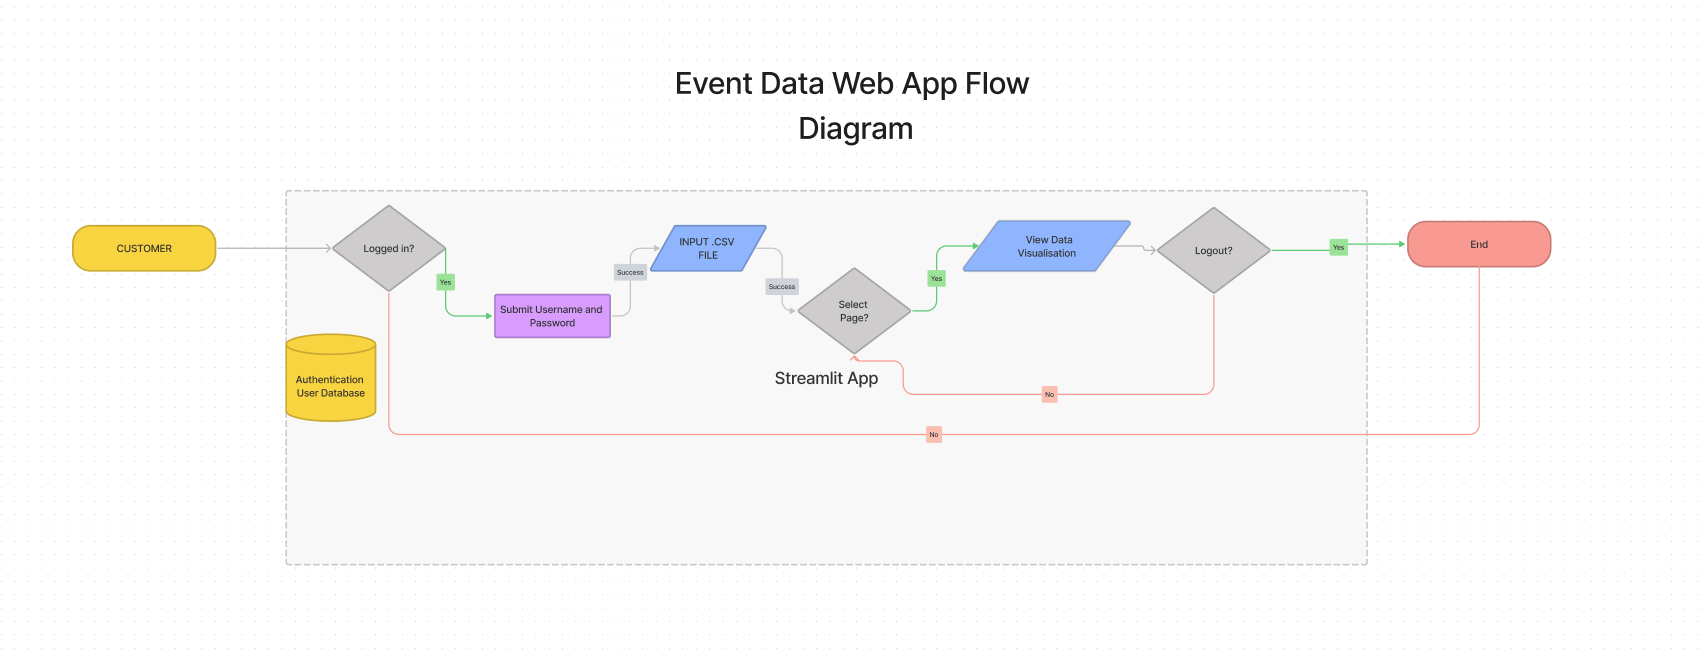 Event Data Web App Flow
Diagram
CUSTOMER
Logged in?
Yes
Submit Username and
Password
Success
INPUT .CSV
FILE
Success
Select
Page?
Yes
View Data
Visualisation
Logout?
Yes
End
Authentication
User Database
Streamlit App
No
No